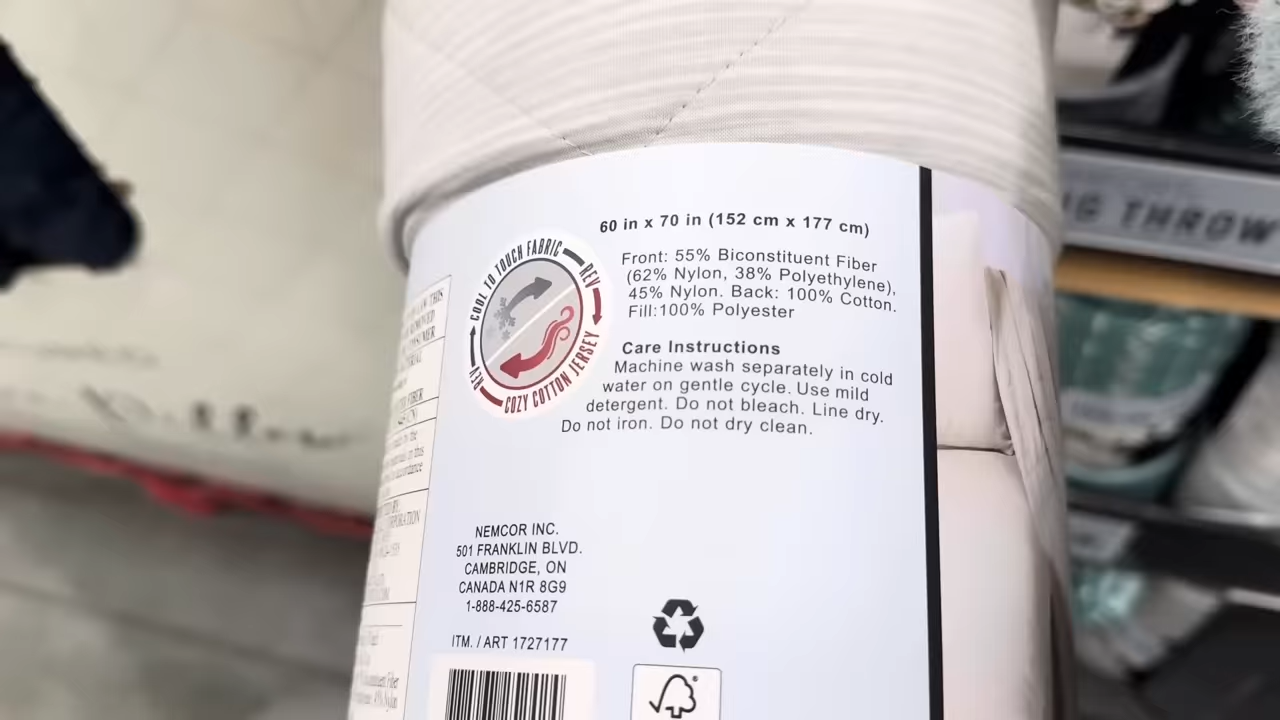 60 in x 70 in (152 cm x 177 cm)
Front: 55% Biconstituent Fiber
(62% Nylon, 38% Polyethylene),
45% Nylon. Back: 100% Cotton.
Fill:100% Polyester
COOL TO TOUCH FABRIC
REV
COZY COTTON JERSEY
REV
Care Instructions
Machine wash separately in cold
water on gentle cycle. Use mild
detergent. Do not bleach. Line dry.
Do not iron. Do not dry clean.
NEMCOR INC.
501 FRANKLIN BLVD.
CAMBRIDGE, ON
CANADA N1R 8G9
1-888-425-6587
ITM. / ART 1727177
THROW